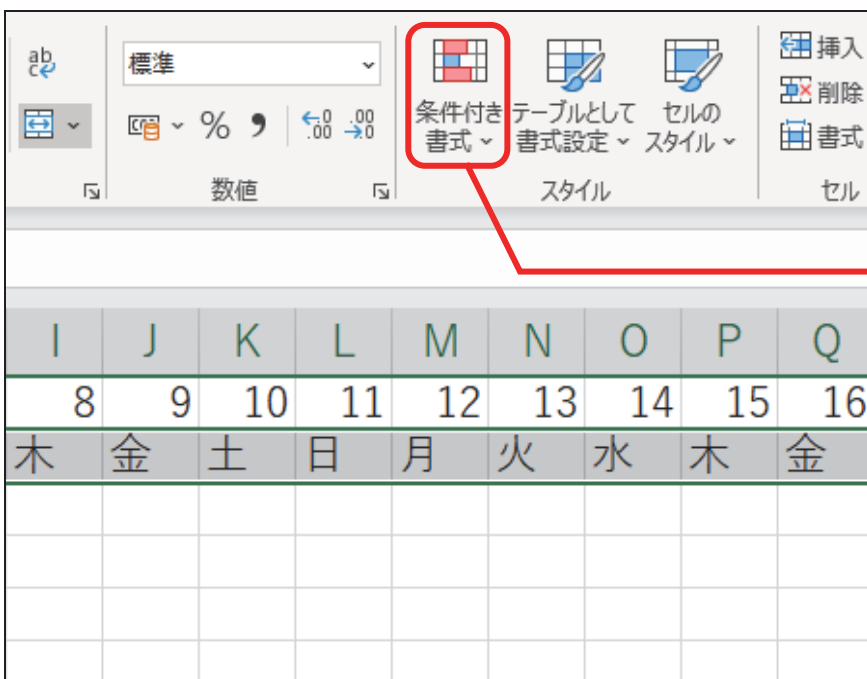 ab
c
標準
% , .0 .00 .00 .0
条件付き
書式
テーブルとして
書式設定
セルの
スタイル
挿入
削除
書式
数値
スタイル
セル
I J K L M N O P Q
8 9 10 11 12 13 14 15 16
木 金 土 日 月 火 水 木 金